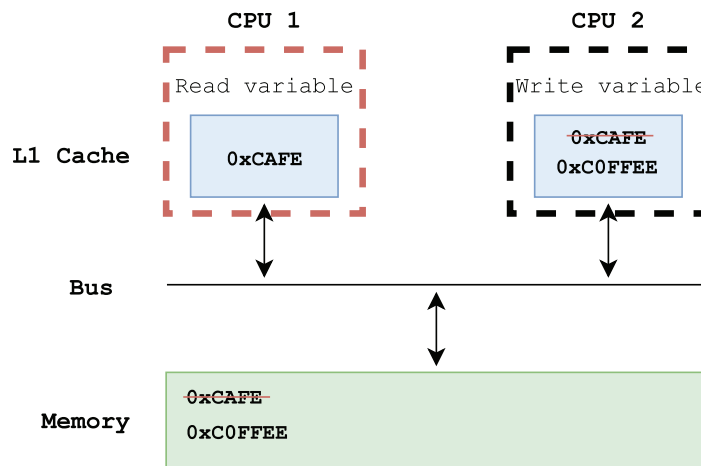 CPU 1
CPU 2
Read variable
Write variable
L1 Cache
0xCAFE
0xCAFE
0xC0FFEE
Bus
0xCAFE
Memory
0xC0FFEE